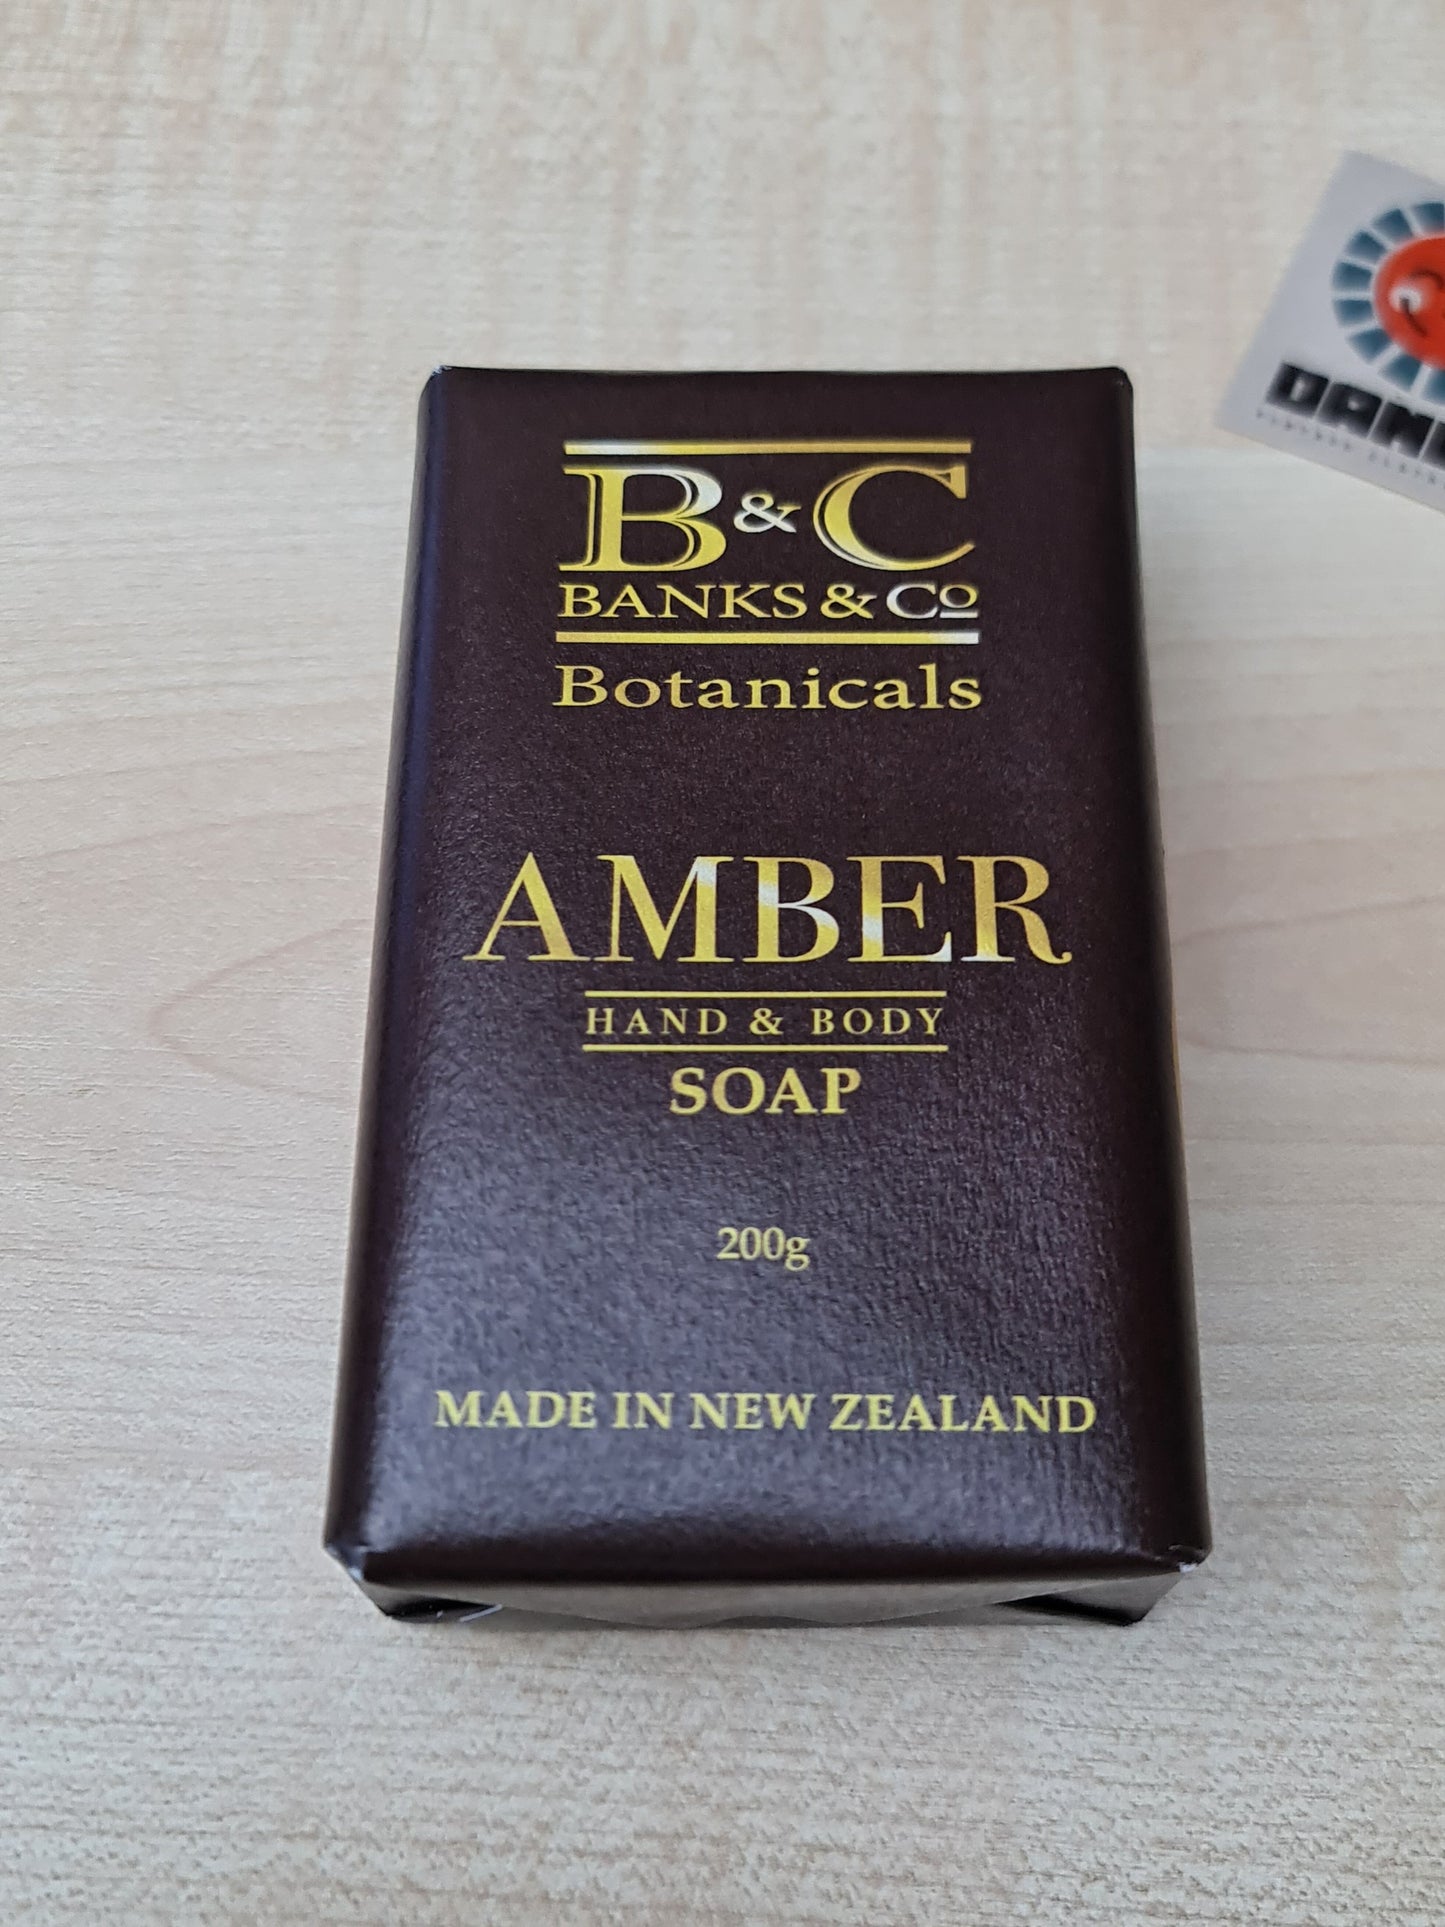 B&C
BANKS & Co
Botanicals
AMBER
HAND & BODY
SOAP
200g
MADE IN NEW ZEALAND